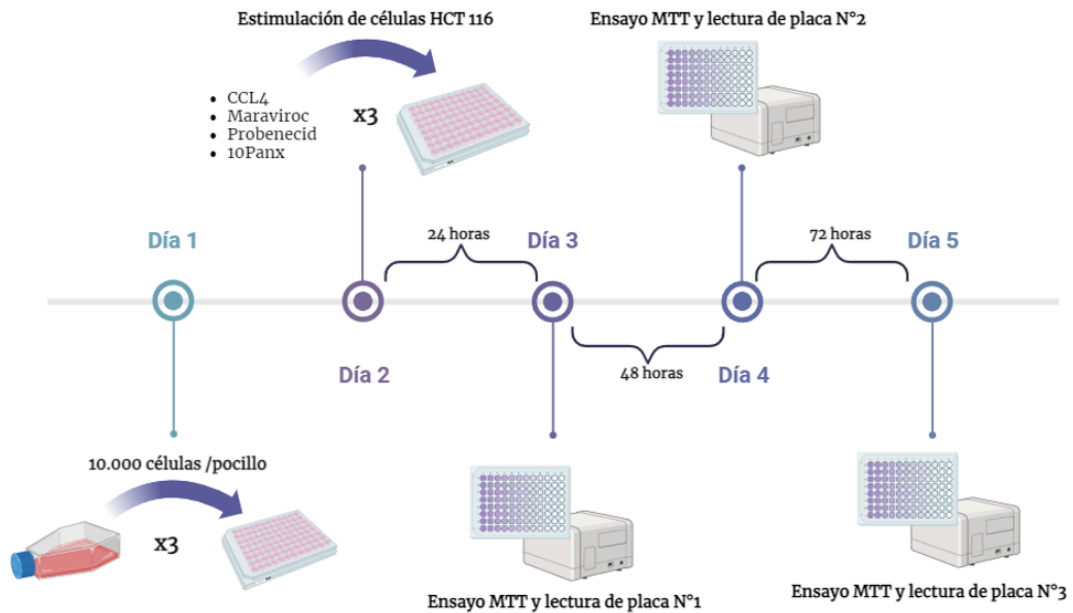 Estimulación de células HCT 116
Ensayo MTT y lectura de placa N°2
• CCL4
• Maraviroc
• Probenecid
• 10Panx
x3
Día 1
24 horas
Día 3
72 horas
Día 5
Día 2
48 horas
Día 4
10.000 células /pocillo
x3
Ensayo MTT y lectura de placa N°1
Ensayo MTT y lectura de placa N°3